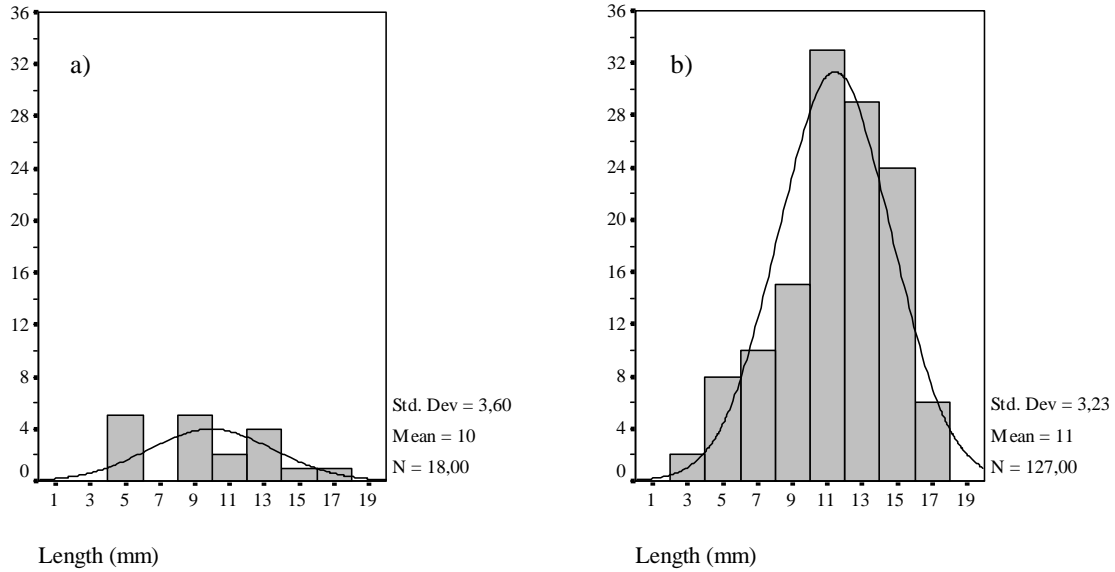 a)
36
32
28
24
20
16
12
8
4
0
1 3 5 7 9 11 13 15 17 19
Length (mm)
Std. Dev = 3,60
Mean = 10
N = 18,00
b)
36
32
28
24
20
16
12
8
4
0
1 3 5 7 9 11 13 15 17 19
Length (mm)
Std. Dev = 3,23
Mean = 11
N = 127,00